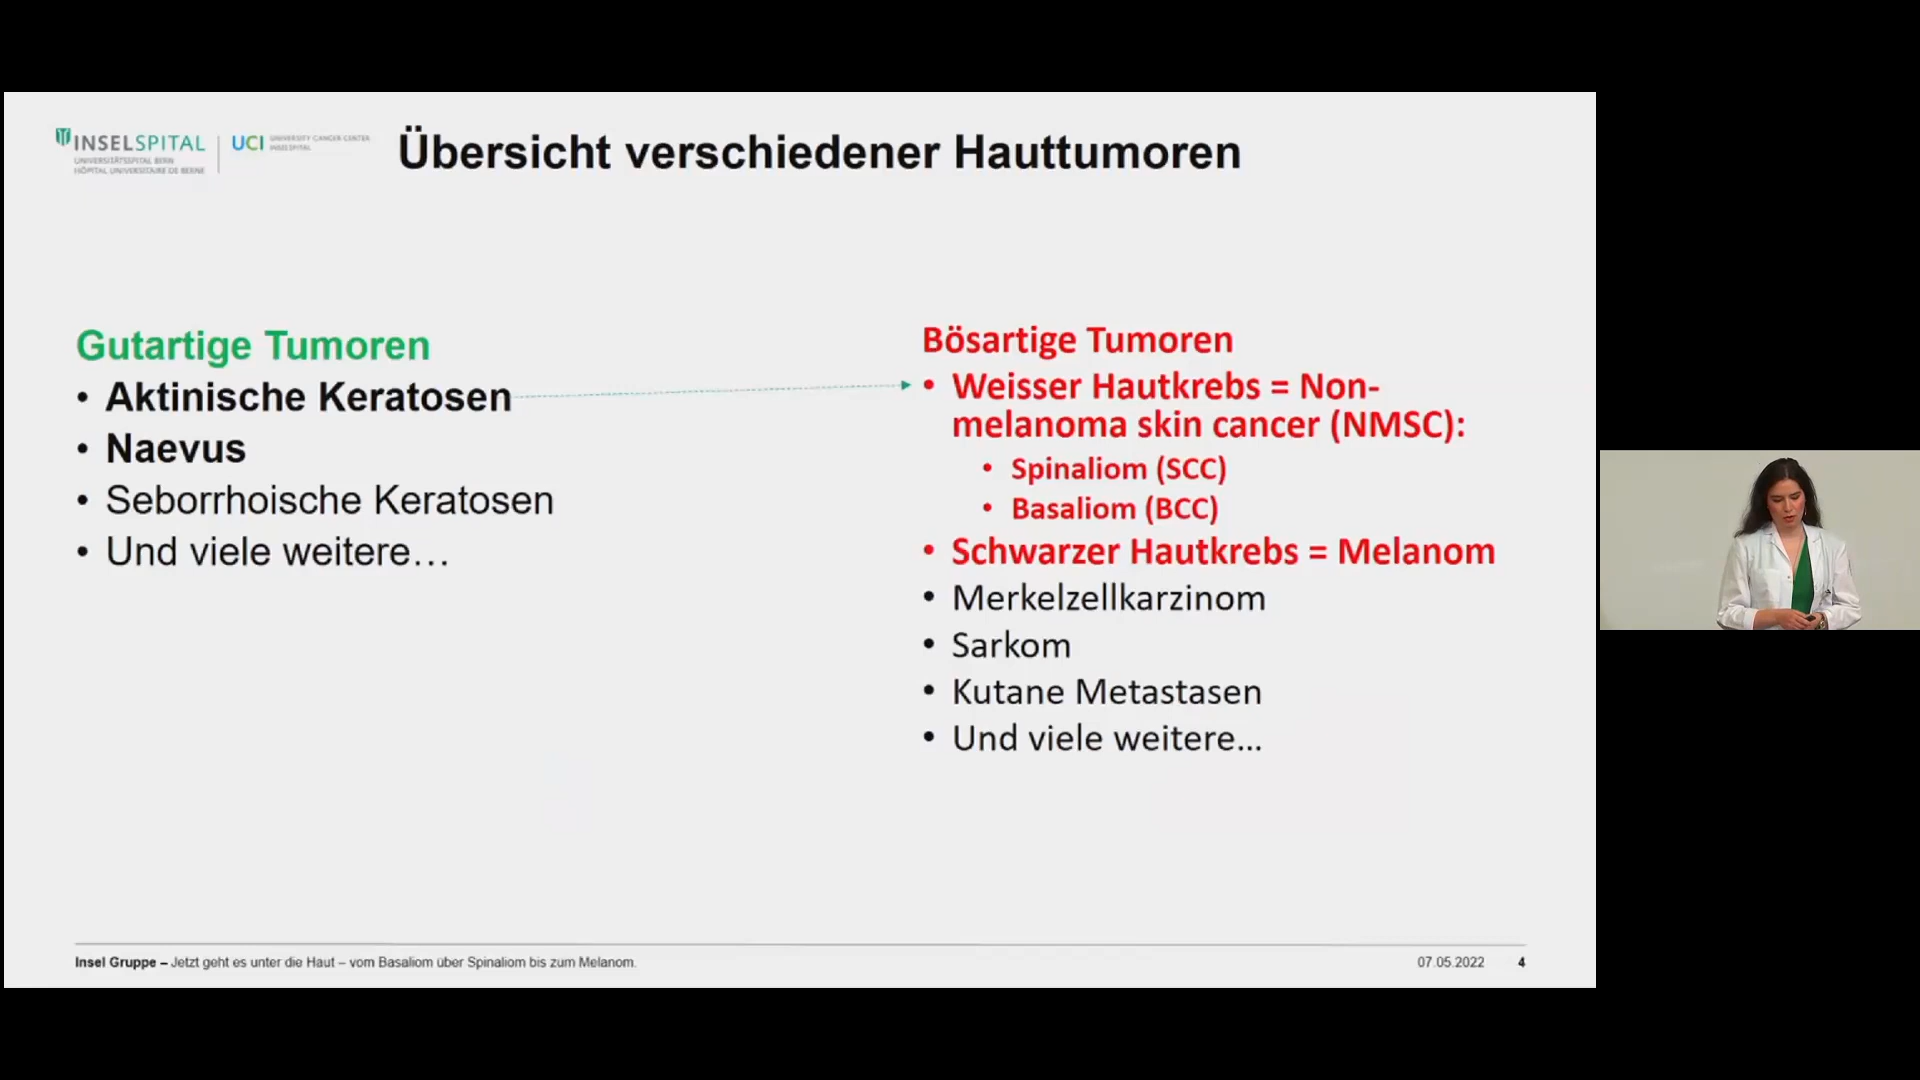 INSELSPITAL
UNIVERSITÄTSSPITAL BERN
HÔPITAL UNIVERSITAIRE DE BERNE
UCI
UNIVERSITY CANCER CENTER
INSELSPITAL
Übersicht verschiedener Hauttumoren
Gutartige Tumoren
• Aktinische Keratosen
• Naevus
• Seborrhoische Keratosen
• Und viele weitere…
Bösartige Tumoren
• Weisser Hautkrebs = Non-
melanoma skin cancer (NMSC):
• Spinaliom (SCC)
• Basaliom (BCC)
• Schwarzer Hautkrebs = Melanom
• Merkelzellkarzinom
• Sarkom
• Kutane Metastasen
• Und viele weitere…
Insel Gruppe – Jetzt geht es unter die Haut – vom Basaliom über Spinaliom bis zum Melanom.
07.05.2022 4